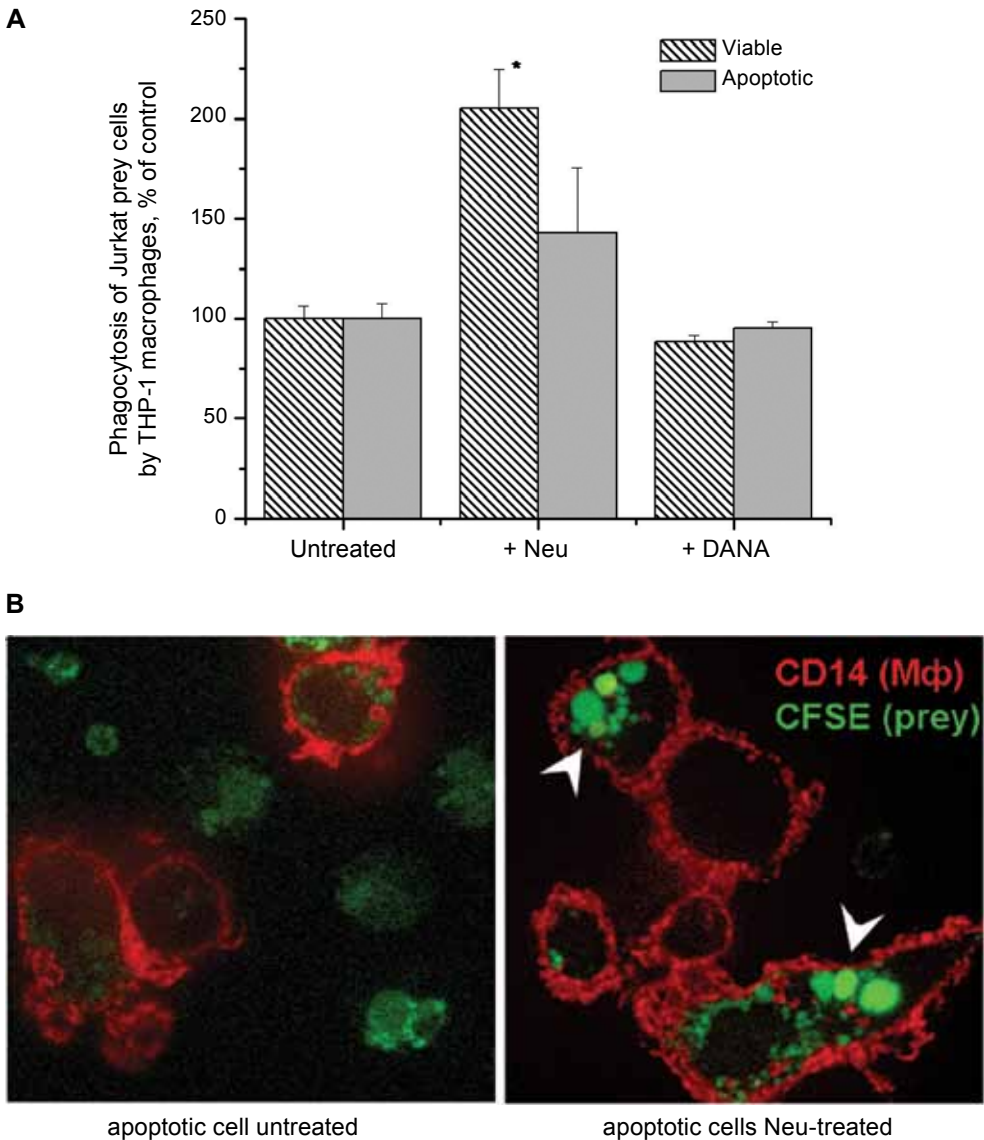 A
250
200
150
100
50
0
Phagocytosis of Jurkat prey cells
by THP-1 macrophages, % of control
*
Viable
Apoptotic
Untreated
+ Neu
+ DANA
B
CD14 (Mф)
CFSE (prey)
apoptotic cell untreated
apoptotic cells Neu-treated